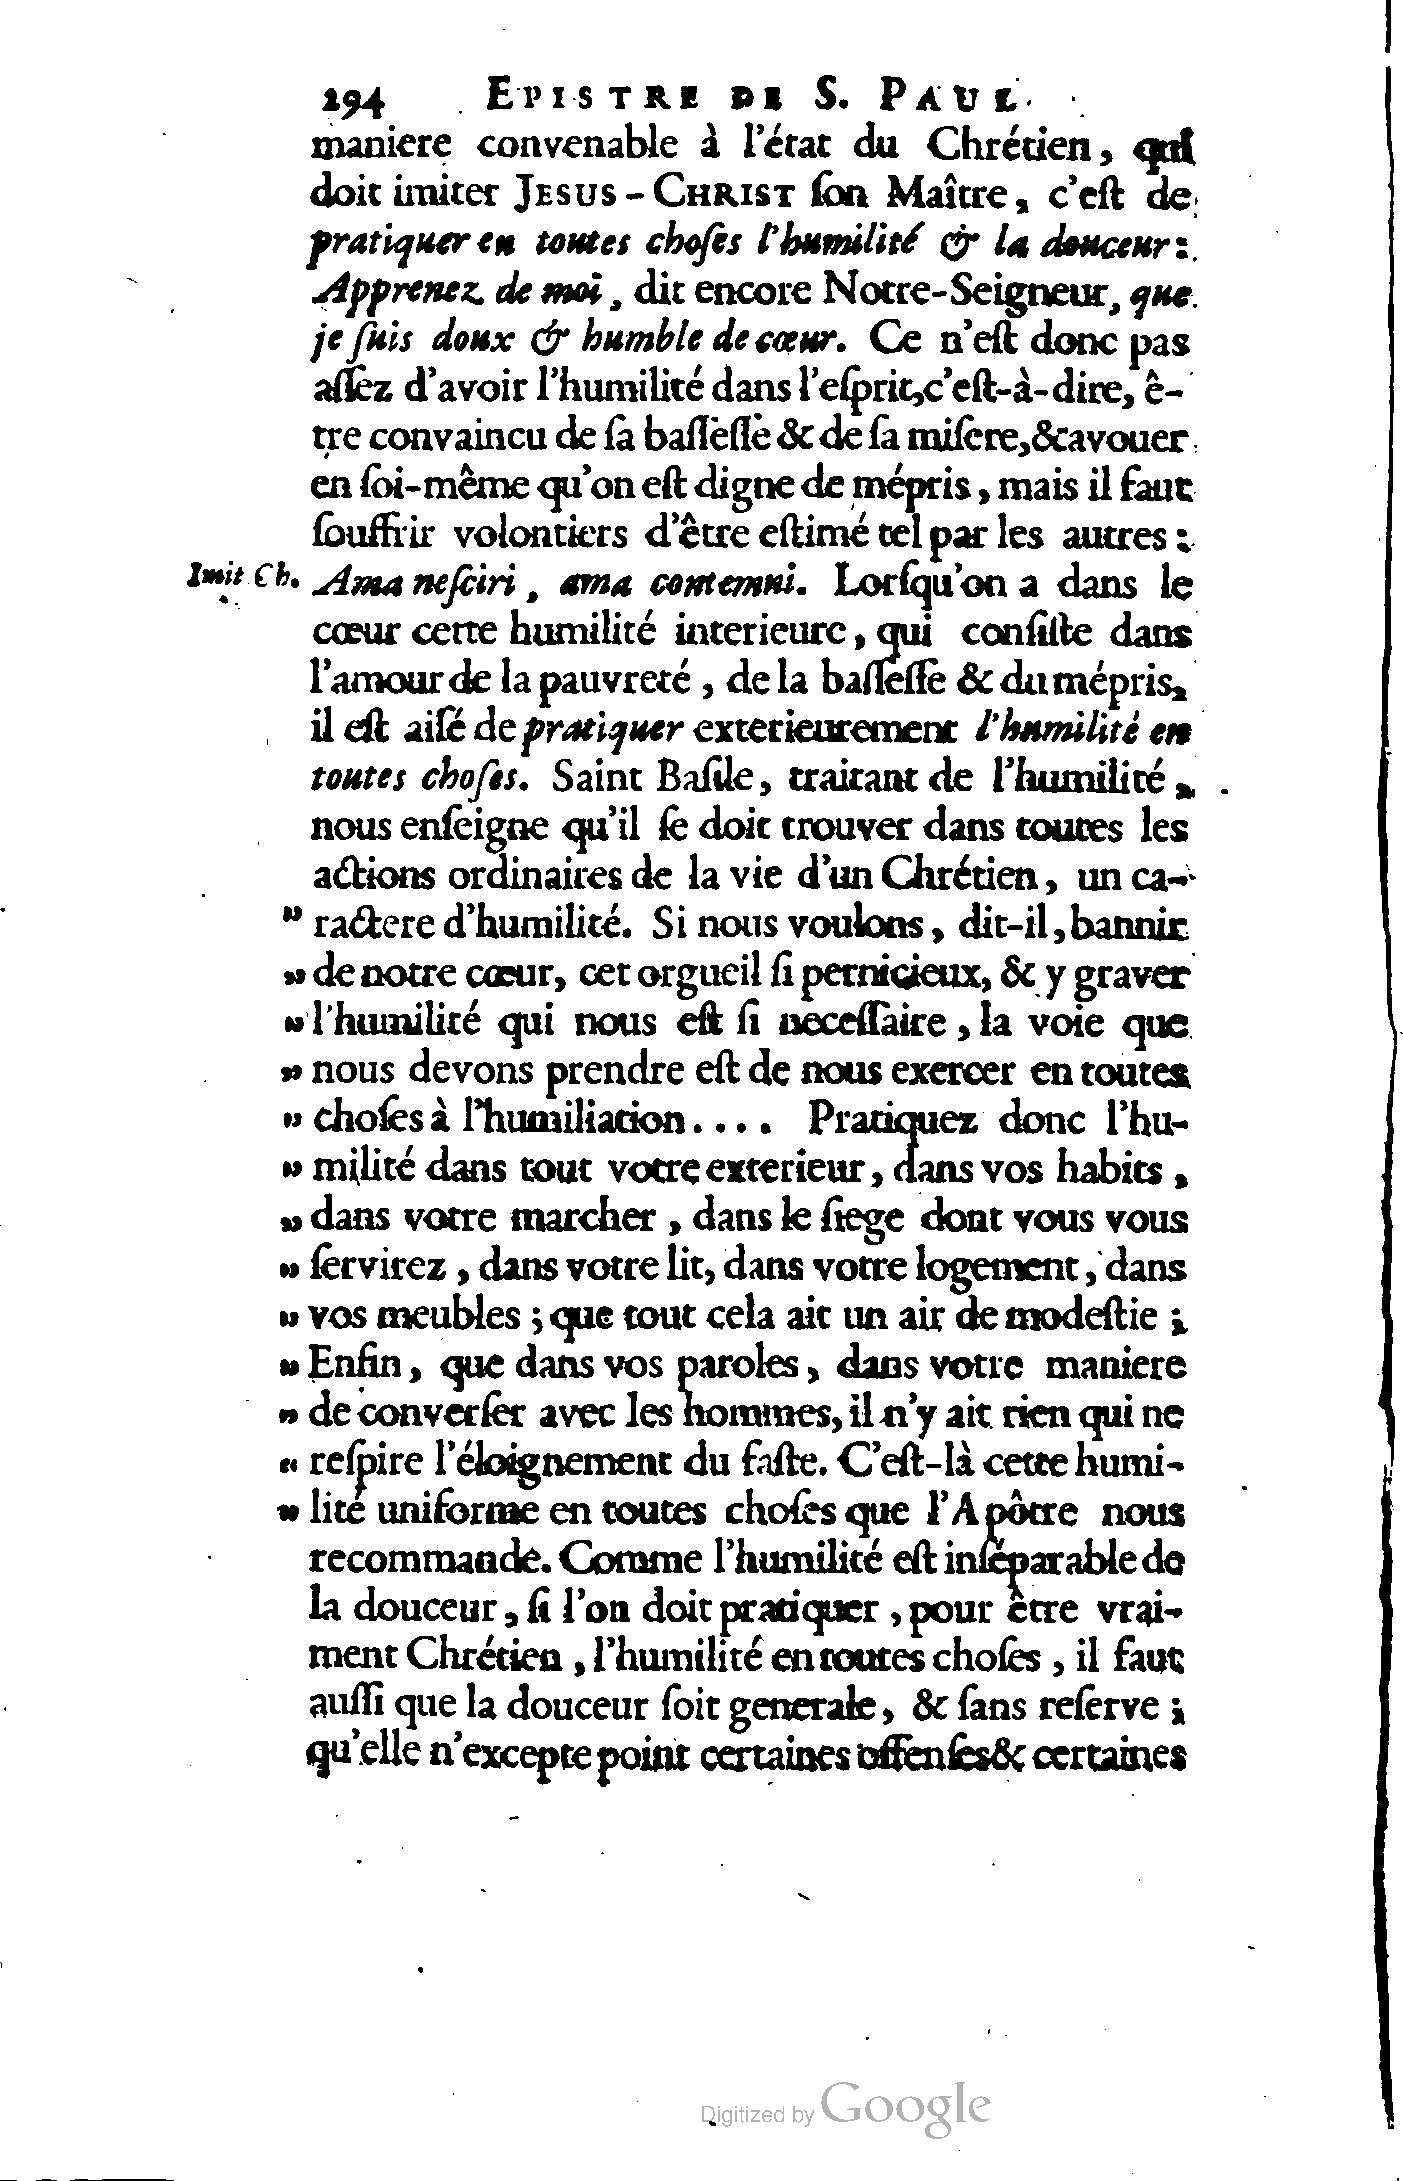 294 EPISTRE DE S. PAUL
maniere convenable à l'état du Chrétien, qui
doit imiter JESUS-CHRIST ſon Maître, c'eſt de
pratiquer en toutes choſes l'humilité & la douceur:
Apprenez de moi, dit encore Notre-Seigneur, que
je ſuis doux & humble de cœur. Ce n'eſt donc pas
aſſez d'avoir l'humilité dans l'eſprit, c'eſt-à-dire, ê-
tre convaincu de ſa baſſeſſe & de ſa miſere, & avouer
en ſoi-même qu'on eſt digne de mépris, mais il faut
ſouffrir volontiers d'être eſtimé tel par les autres:
Imit Ch. Ama neſciri, ama contemni. Lorſqu'on a dans le
cœur cette humilité interieure, qui conſiſte dans
l'amour de la pauvreté, de la baſſeſſe & du mépris,
il eſt aiſé de pratiquer exterieurement l'humilité en
toutes choſes. Saint Baſile, traitant de l'humilité,
nous enſeigne qu'il ſe doit trouver dans toutes les
actions ordinaires de la vie d'un Chrétien, un ca-
" ractere d'humilité. Si nous voulons, dit-il, bannir
" de notre cœur, cet orgueil ſi pernicieux, & y graver
" l'humilité qui nous eſt ſi neceſſaire, la voie que
" nous devons prendre eſt de nous exercer en toutes
" choſes à l'humiliation.... Pratiquez donc l'hu-
" milité dans tout votre exterieur, dans vos habits,
" dans votre marcher, dans le ſiege dont vous vous
" ſervirez, dans votre lit, dans votre logement, dans
" vos meubles; que tout cela ait un air de modeſtie;
" Enfin, que dans vos paroles, dans votre maniere
" de converſer avec les hommes, il n'y ait rien qui ne
" reſpire l'éloignement du faſte. C'eſt-là cette humi-
" lité uniforme en toutes choſes que l'Apôtre nous
recommande. Comme l'humilité eſt inſéparable de
la douceur, ſi l'on doit pratiquer, pour être vrai-
ment Chrétien, l'humilité en toutes choſes, il faut
auſſi que la douceur ſoit generale, & ſans reſerve;
qu'elle n'excepte point certaines offenſes & certaines
Digitized by Google